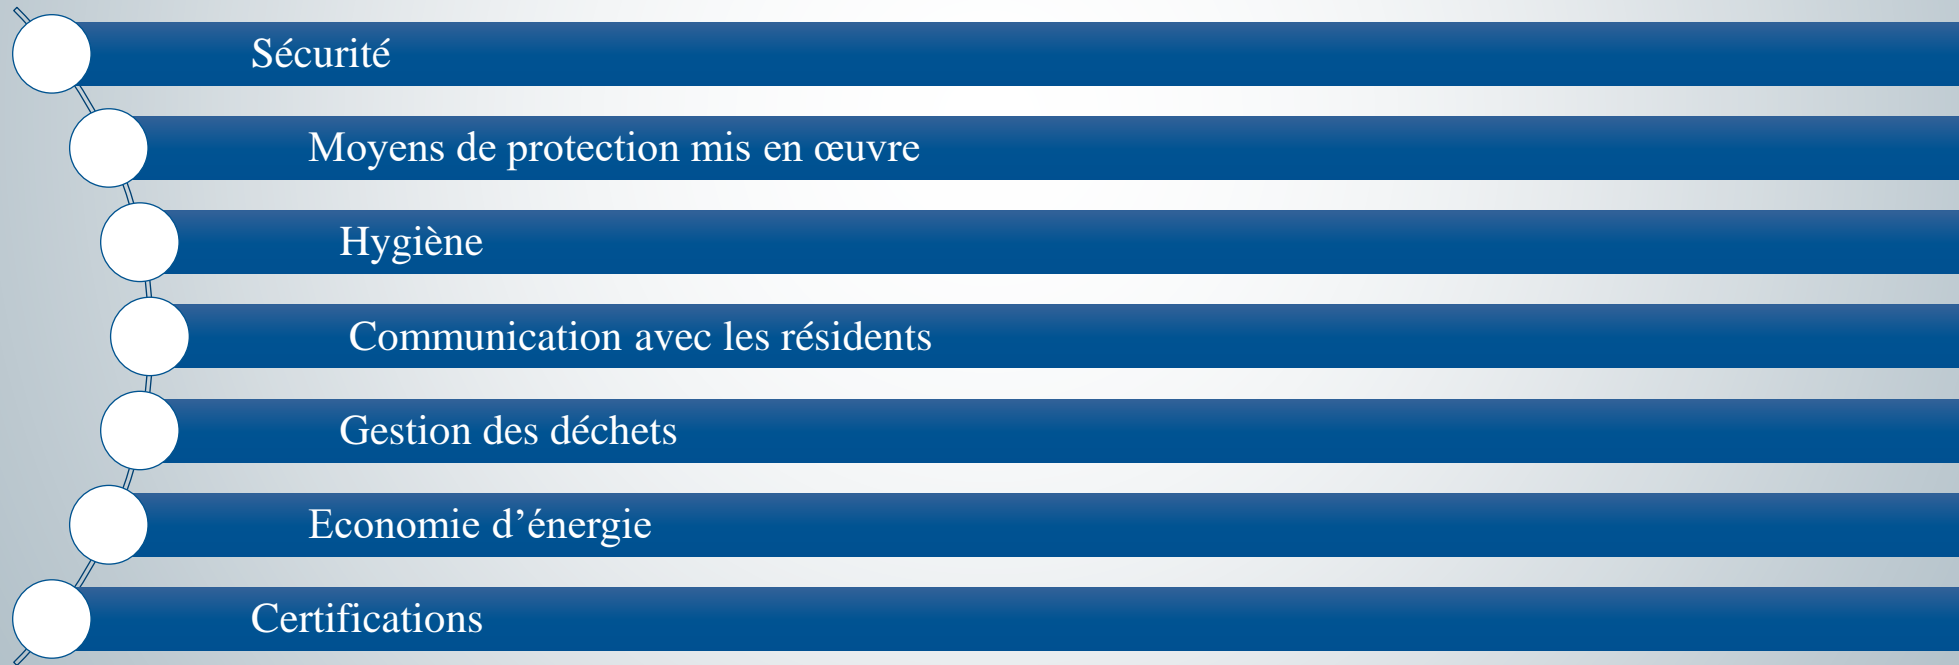 Sécurité
Moyens de protection mis en œuvre
Hygiène
Communication avec les résidents
Gestion des déchets
Economie d’énergie
Certifications